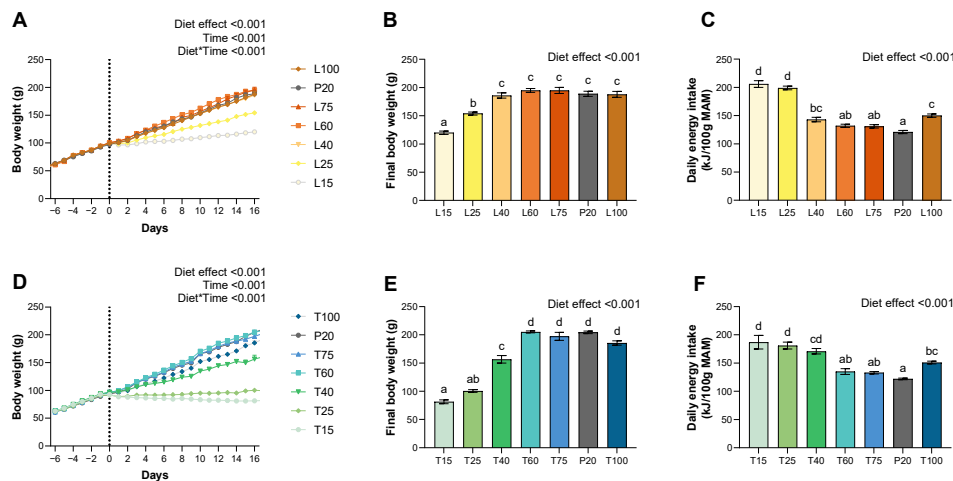 A
Diet effect <0.001
Time <0.001
Diet*Time <0.001
Body weight (g)
250
200
150
100
50
0
−6 −4 −2 0 2 4 6 8 10 12 14 16
Days
L100
P20
L75
L60
L40
L25
L15
B
Diet effect <0.001
Final body weight (g)
250
200
150
100
50
0
a b c c c c c
L15 L25 L40 L60 L75 P20 L100
C
Diet effect <0.001
Daily energy intake
(kJ/100g MAM)
250
200
150
100
50
0
d d bc ab ab a c
L15 L25 L40 L60 L75 P20 L100
D
Diet effect <0.001
Time <0.001
Diet*Time <0.001
Body weight (g)
250
200
150
100
50
0
−6 −4 −2 0 2 4 6 8 10 12 14 16
Days
T100
P20
T75
T60
T40
T25
T15
E
Diet effect <0.001
Final body weight (g)
250
200
150
100
50
0
a ab c d d d d
T15 T25 T40 T60 T75 P20 T100
F
Diet effect <0.001
Daily energy intake
(kJ/100g MAM)
250
200
150
100
50
0
d d cd ab ab a bc
T15 T25 T40 T60 T75 P20 T100